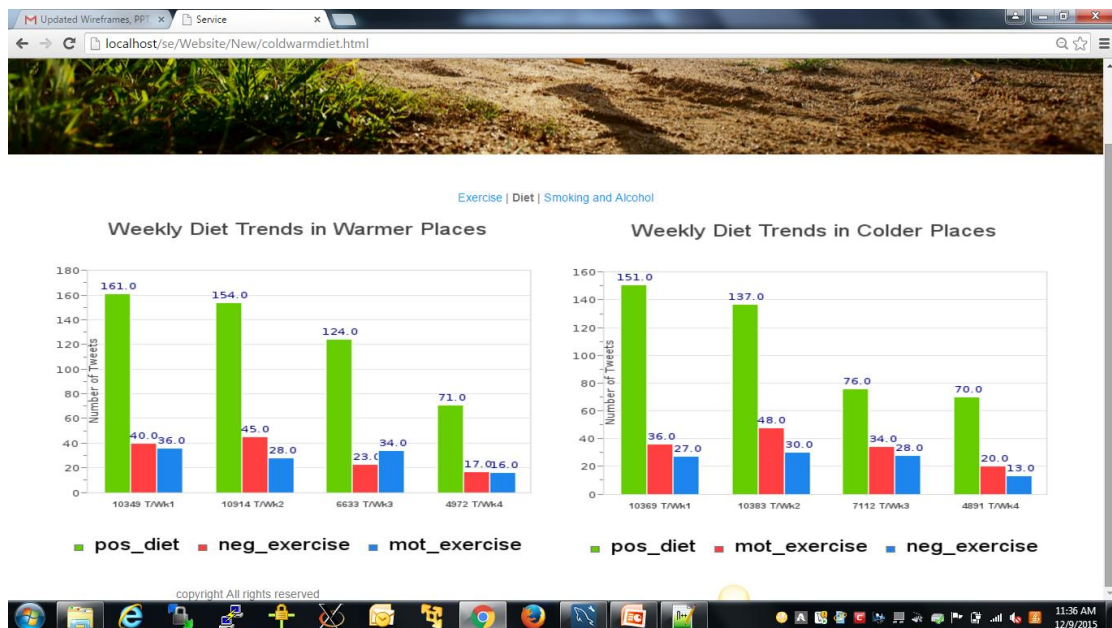 Updated Wireframes, PPT,
Service
localhost/se/Website/New/coldwarmdiet.html
Exercise | Diet | Smoking and Alcohol
Weekly Diet Trends in Warmer Places
180
160
140
120
100
80
60
40
20
0
Number of Tweets
161.0
40.0
36.0
154.0
45.0
28.0
124.0
23.0
34.0
71.0
17.0
16.0
10349 T/Wk1
10914 T/Wk2
6633 T/Wk3
4972 T/Wk4
pos_diet
neg_exercise
mot_exercise
Weekly Diet Trends in Colder Places
160
140
120
100
80
60
40
20
0
Number of Tweets
151.0
36.0
27.0
137.0
48.0
30.0
76.0
34.0
28.0
70.0
20.0
13.0
10369 T/Wk1
10383 T/Wk2
7112 T/Wk3
4891 T/Wk4
pos_diet
mot_exercise
neg_exercise
copyright All rights reserved
11:36 AM
12/9/2015